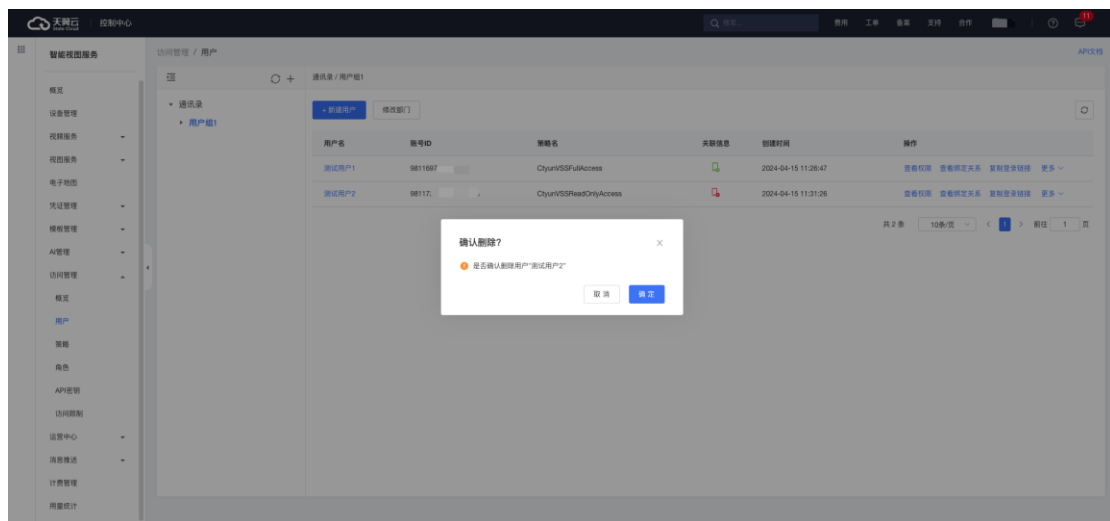 天翼云 控制中心 搜索 费用 工单 备案 支持 合作 11
智能视图服务 访问管理 / 用户 API文档
概览
设备管理
视频服务
视图服务
电子地图
凭证管理
模板管理
AI管理
访问管理
概览
用户
策略
角色
API密钥
访问限制
运营中心
消息推送
计费管理
用量统计
通讯录
用户组1
通讯录 / 用户组1
+ 新建用户 修改部门
用户名 账号ID 策略名 关联信息 创建时间 操作
测试用户1 9811697 CtyunVSSFullAccess 2024-04-15 11:26:47 查看权限 查看绑定关系 复制登录链接 更多
测试用户2 98117 CtyunVSSReadOnlyAccess 2024-04-15 11:31:26 查看权限 查看绑定关系 复制登录链接 更多
共 2 条 10条/页 < 1 > 前往 1 页
确认删除?
是否确认删除用户"测试用户2"
取 消 确 定